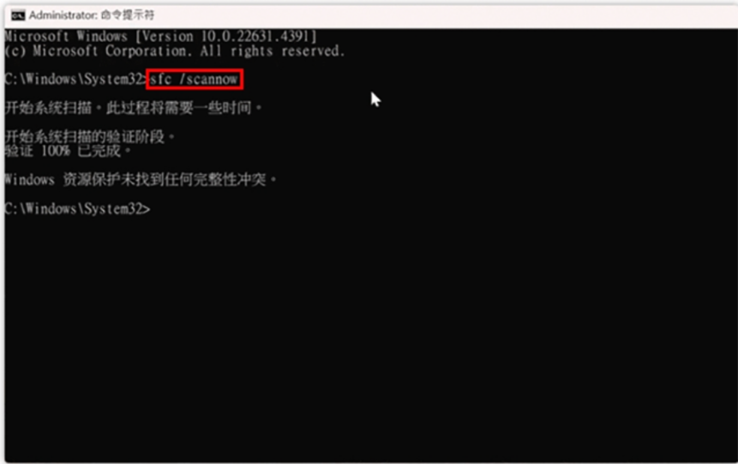 Administrator: 命令提示符
Microsoft Windows [Version 10.0.22631.4391]
(c) Microsoft Corporation. All rights reserved.
C:\Windows\System32>sfc /scannow
开始系统扫描。此过程将需要一些时间。
开始系统扫描的验证阶段。
验证 100% 已完成。
Windows 资源保护未找到任何完整性冲突。
C:\Windows\System32>